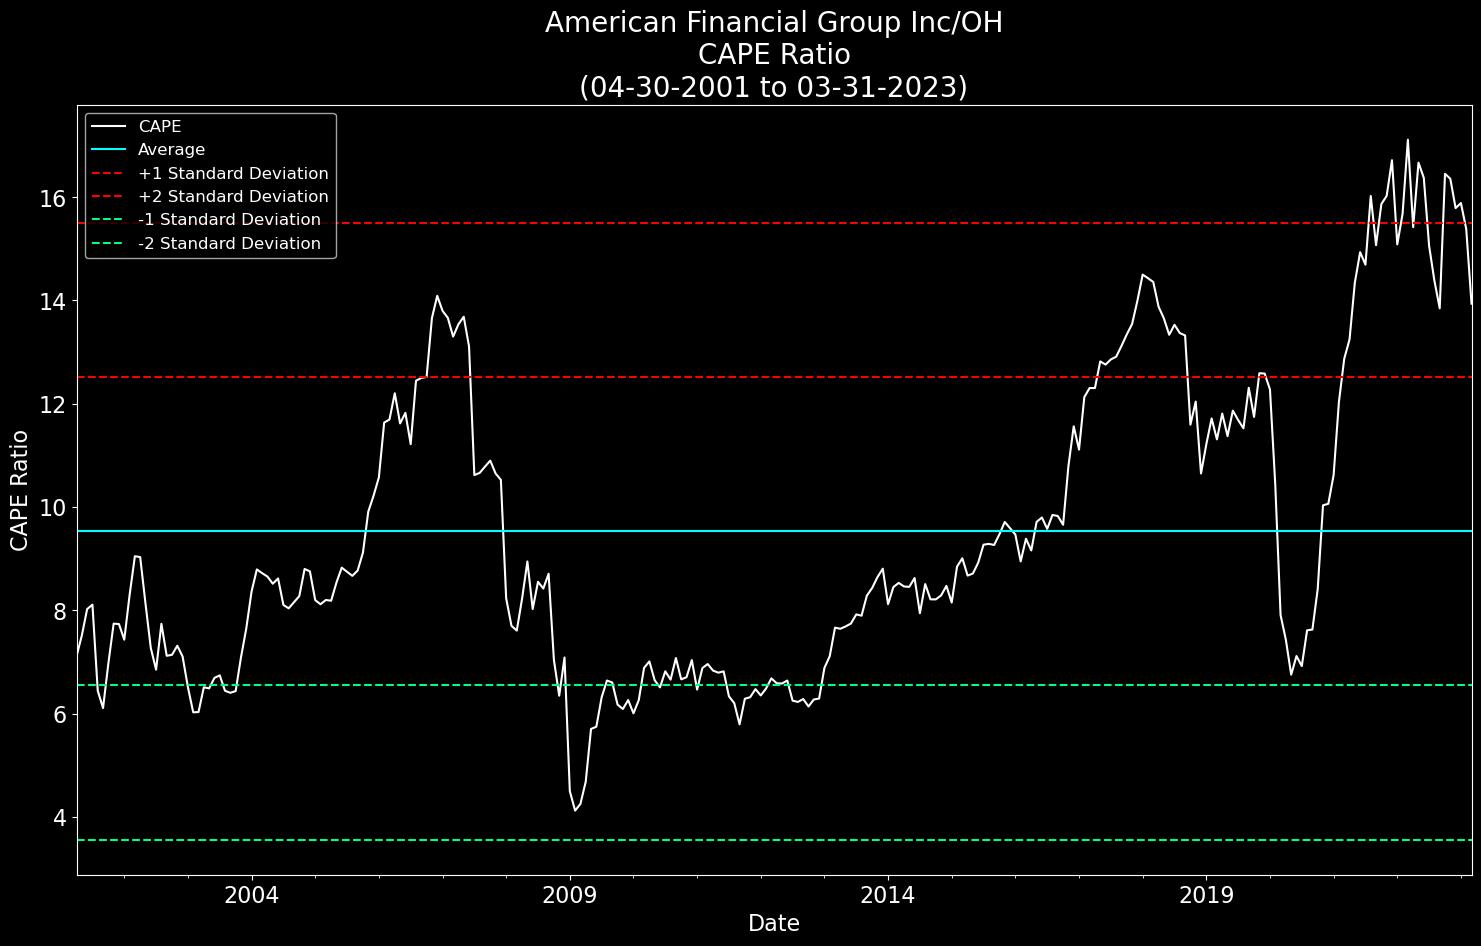 American Financial Group Inc/OH
CAPE Ratio
(04-30-2001 to 03-31-2023)
CAPE
Average
+1 Standard Deviation
+2 Standard Deviation
-1 Standard Deviation
-2 Standard Deviation
CAPE Ratio
16
14
12
10
8
6
4
2004
2009
2014
2019
Date